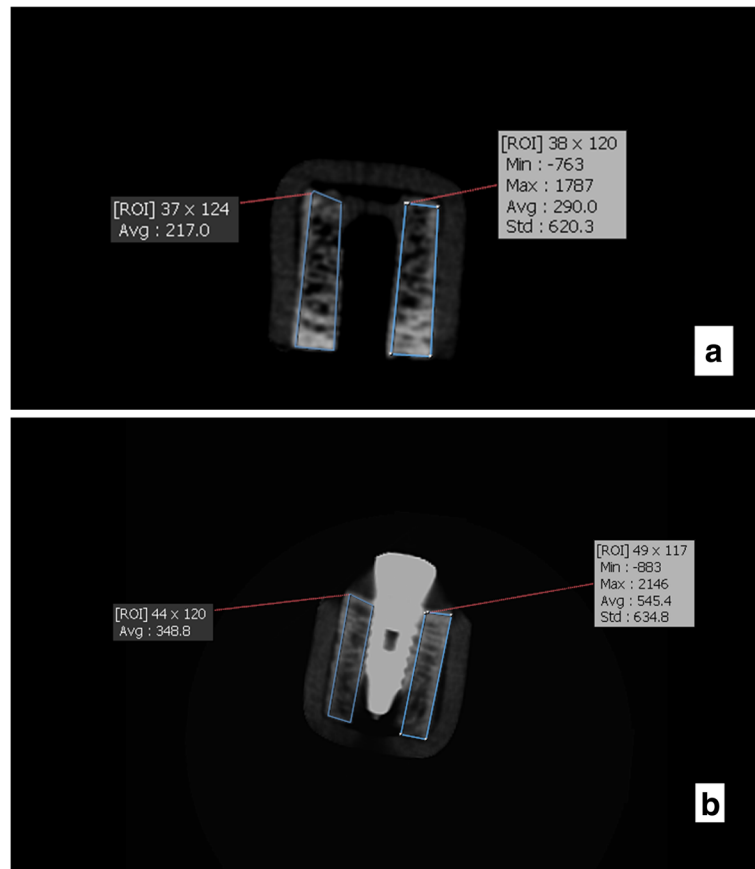 [ROI] 37 x 124
Avg : 217.0
[ROI] 38 x 120
Min : -763
Max : 1787
Avg : 290.0
Std : 620.3
a
[ROI] 44 x 120
Avg : 348.8
[ROI] 49 x 117
Min : -883
Max : 2146
Avg : 545.4
Std : 634.8
b